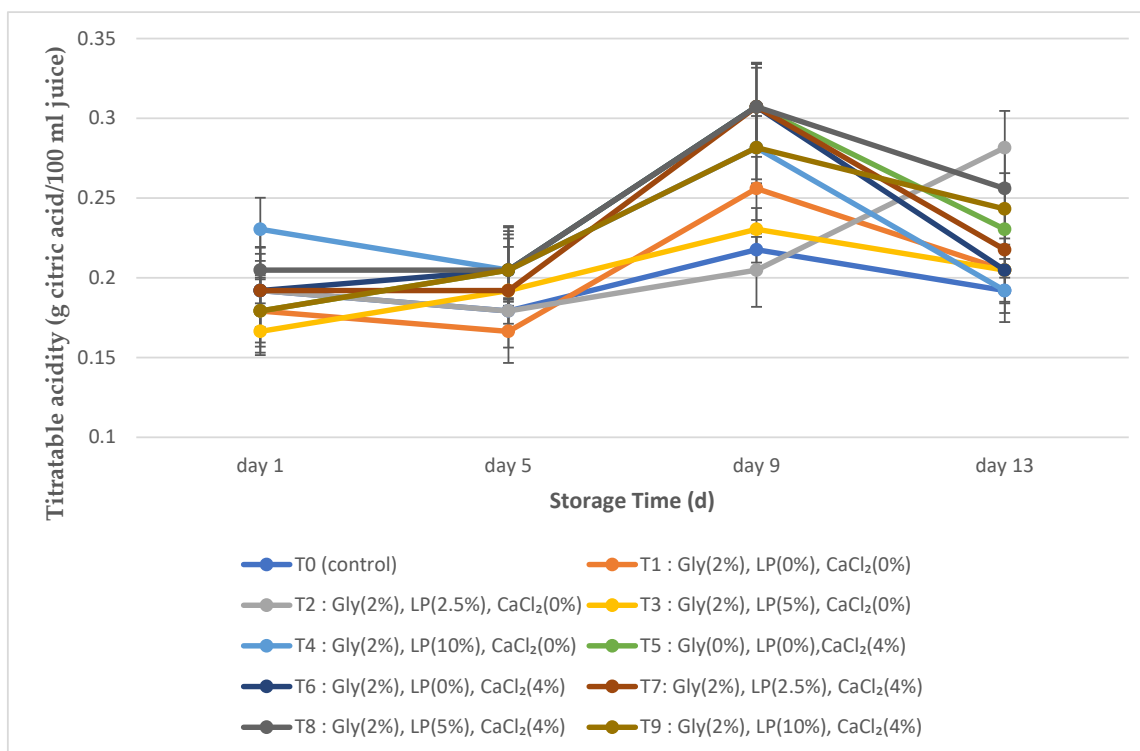 0.35
0.3
0.25
0.2
0.15
0.1
Titratable acidity (g citric acid/100 ml juice)
day 1 day 5 day 9 day 13
Storage Time (d)
T0 (control) T1 : Gly(2%), LP(0%), CaCl₂(0%)
T2 : Gly(2%), LP(2.5%), CaCl₂(0%) T3 : Gly(2%), LP(5%), CaCl₂(0%)
T4 : Gly(2%), LP(10%), CaCl₂(0%) T5 : Gly(0%), LP(0%),CaCl₂(4%)
T6 : Gly(2%), LP(0%), CaCl₂(4%) T7: Gly(2%), LP(2.5%), CaCl₂(4%)
T8 : Gly(2%), LP(5%), CaCl₂(4%) T9 : Gly(2%), LP(10%), CaCl₂(4%)